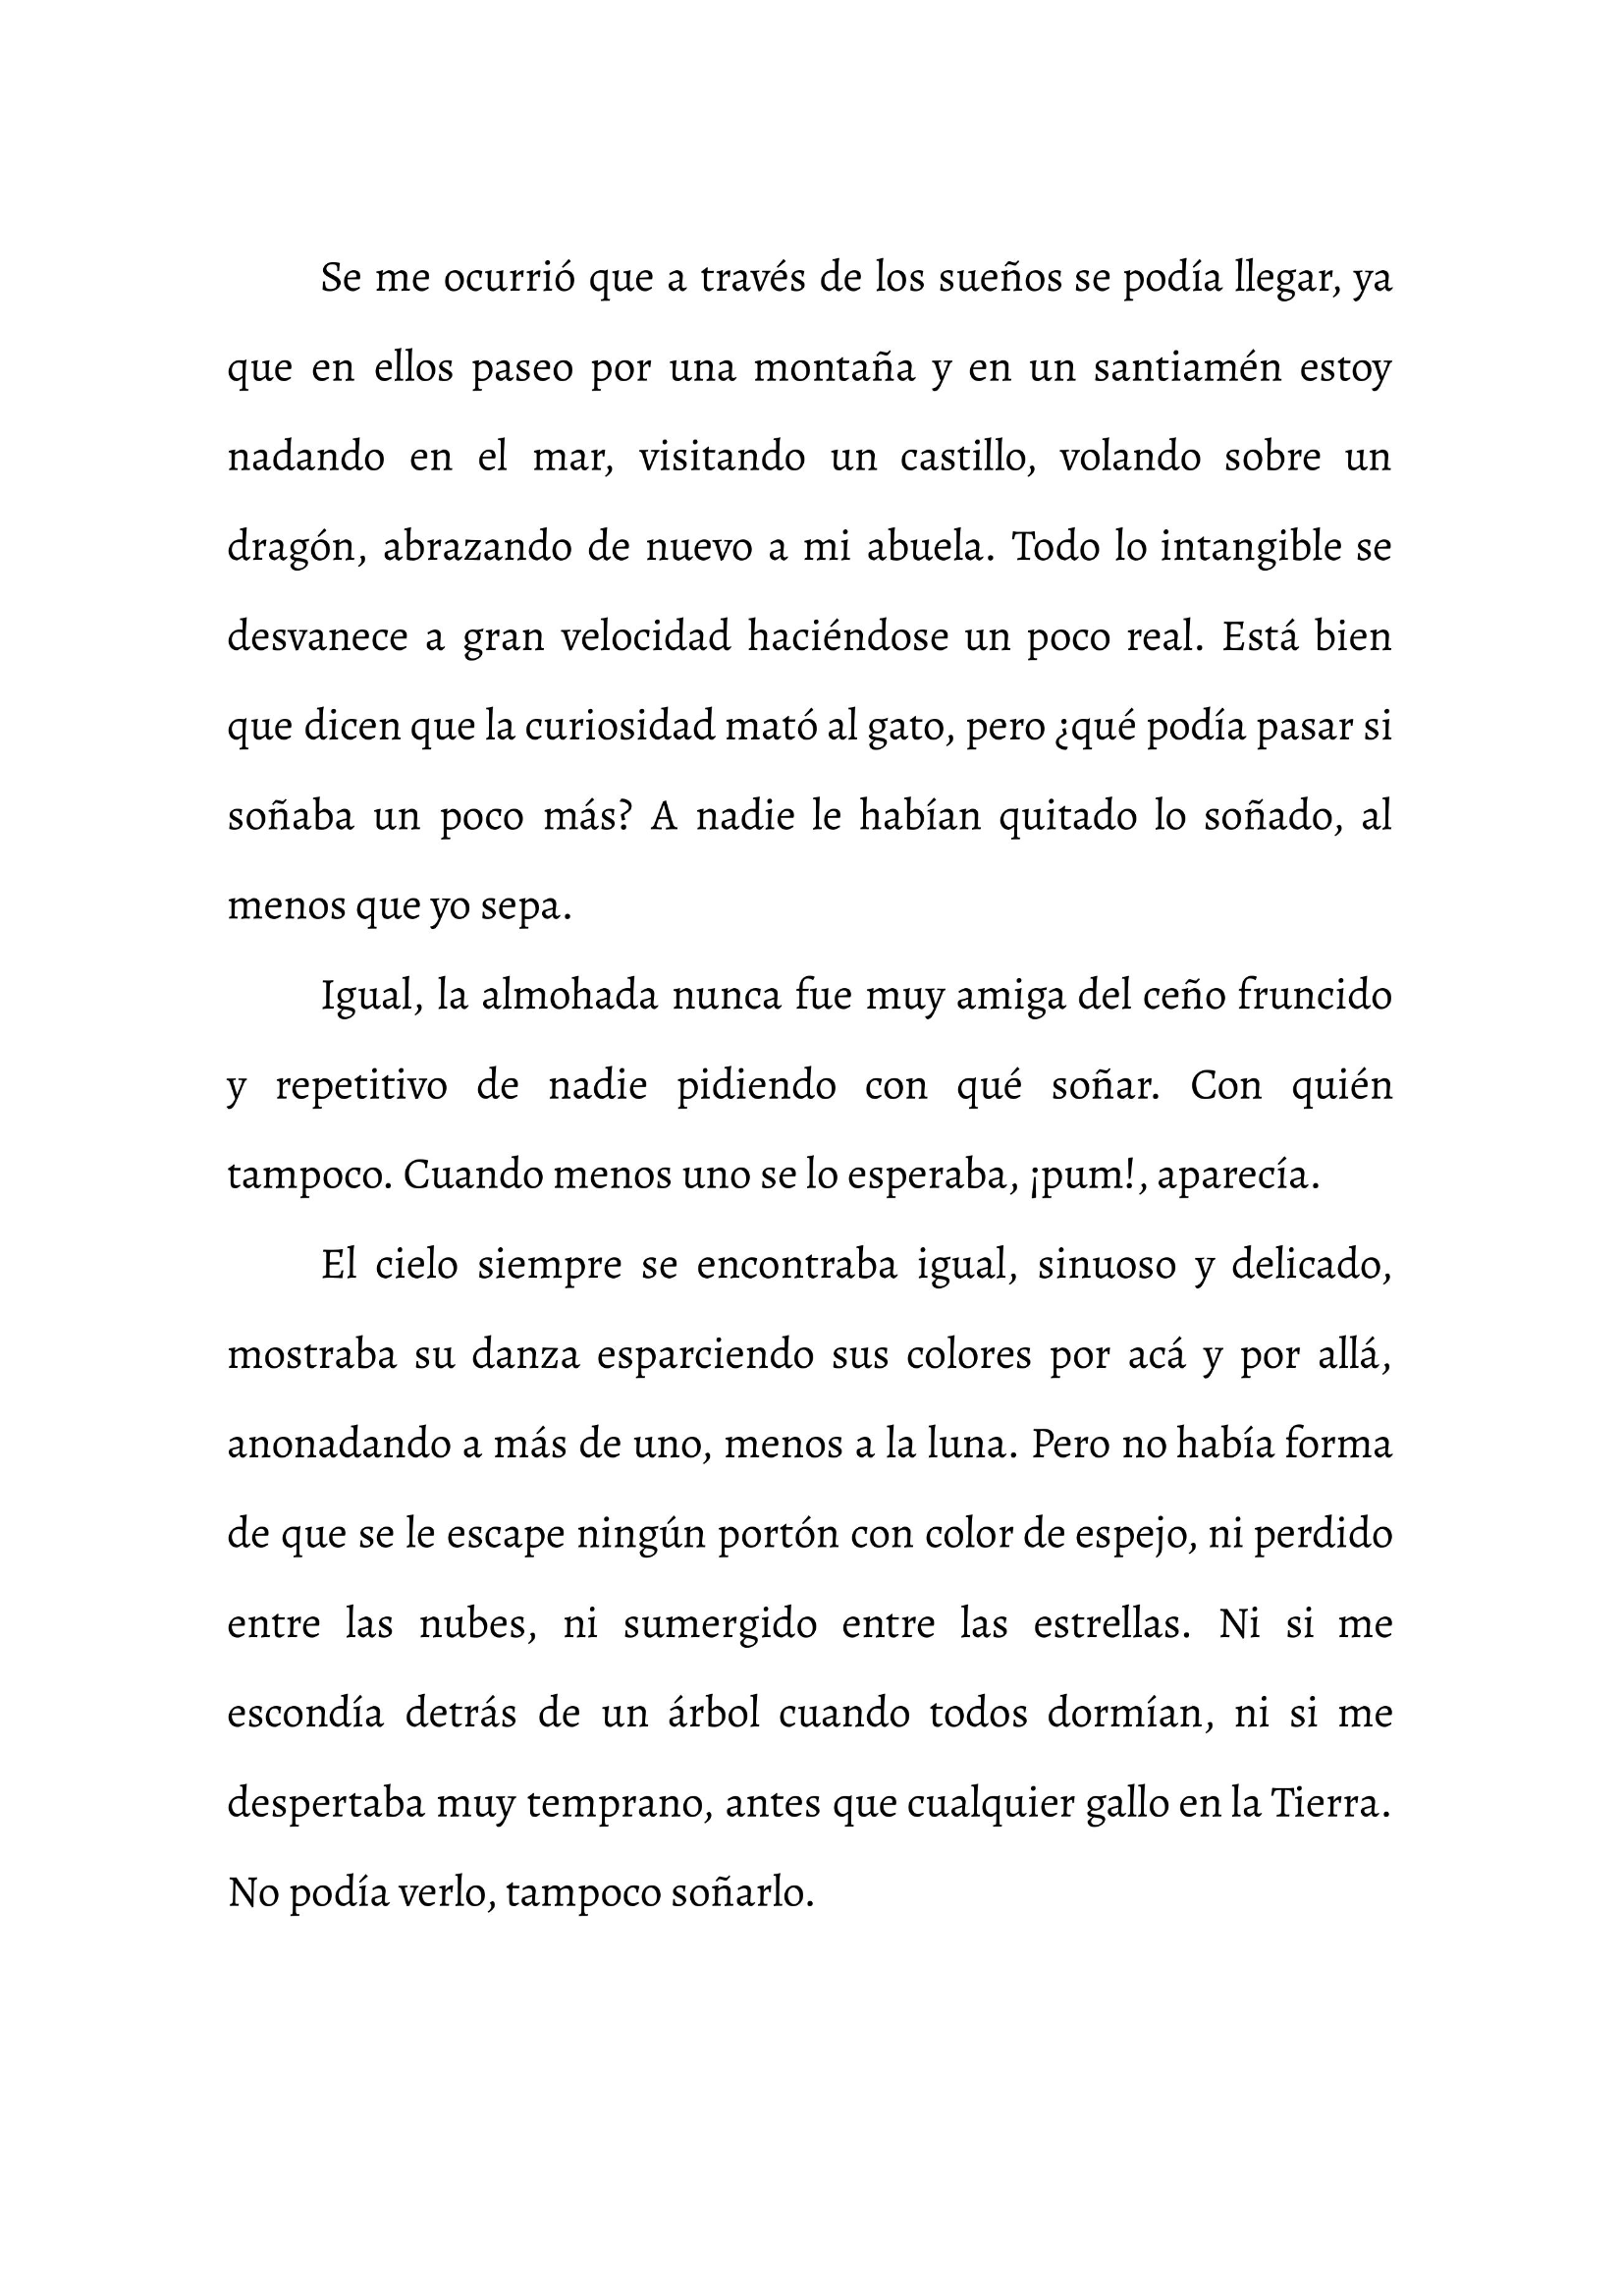 Se me ocurrió que a través de los sueños se podía llegar, ya
que en ellos paseo por una montaña y en un santiamén estoy
nadando en el mar, visitando un castillo, volando sobre un
dragón, abrazando de nuevo a mi abuela. Todo lo intangible se
desvanece a gran velocidad haciéndose un poco real. Está bien
que dicen que la curiosidad mató al gato, pero ¿qué podía pasar si
soñaba un poco más? A nadie le habían quitado lo soñado, al
menos que yo sepa.
Igual, la almohada nunca fue muy amiga del ceño fruncido
y repetitivo de nadie pidiendo con qué soñar. Con quién
tampoco. Cuando menos uno se lo esperaba, ¡pum!, aparecía.
El cielo siempre se encontraba igual, sinuoso y delicado,
mostraba su danza esparciendo sus colores por acá y por allá,
anonadando a más de uno, menos a la luna. Pero no había forma
de que se le escape ningún portón con color de espejo, ni perdido
entre las nubes, ni sumergido entre las estrellas. Ni si me
escondía detrás de un árbol cuando todos dormían, ni si me
despertaba muy temprano, antes que cualquier gallo en la Tierra.
No podía verlo, tampoco soñarlo.